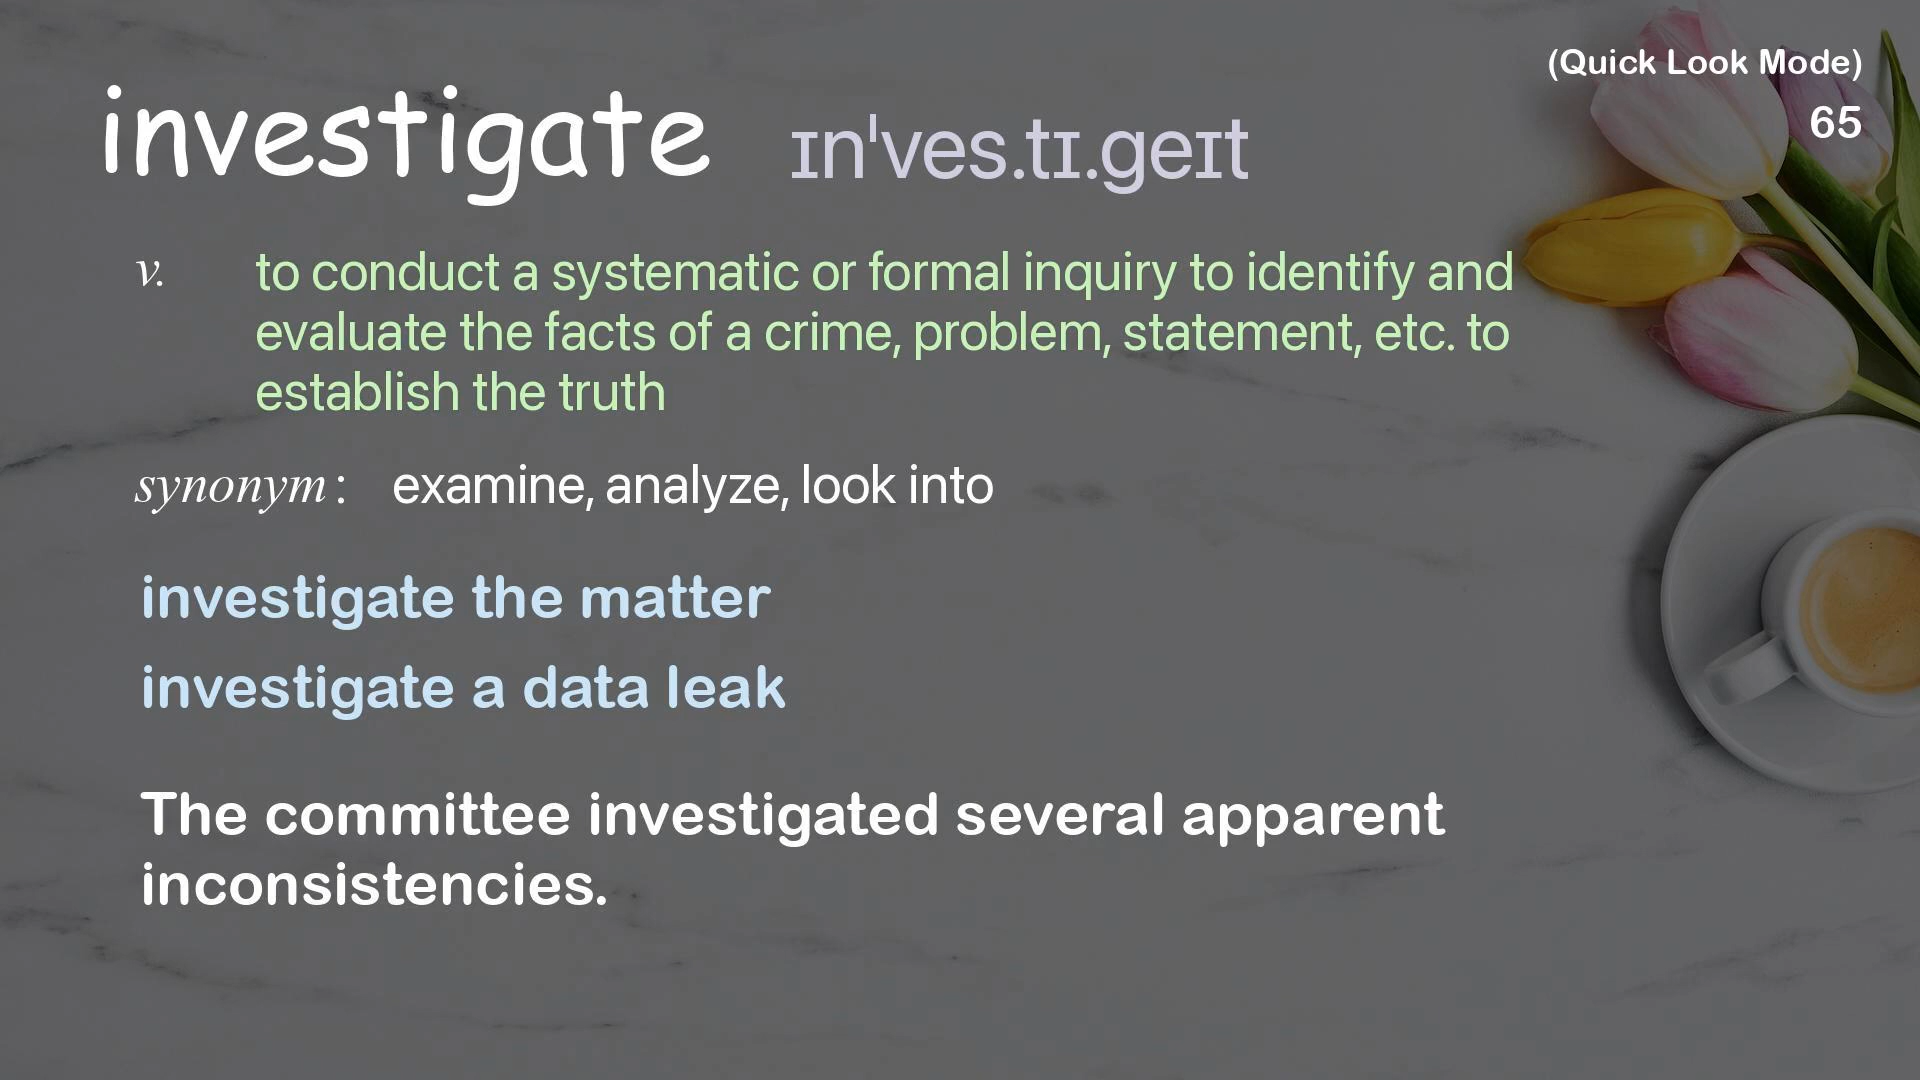 (Quick Look Mode)
65
investigate ɪnˈves.tɪ.ɡeɪt
v. to conduct a systematic or formal inquiry to identify and
evaluate the facts of a crime, problem, statement, etc. to
establish the truth
synonym : examine, analyze, look into
investigate the matter
investigate a data leak
The committee investigated several apparent
inconsistencies.